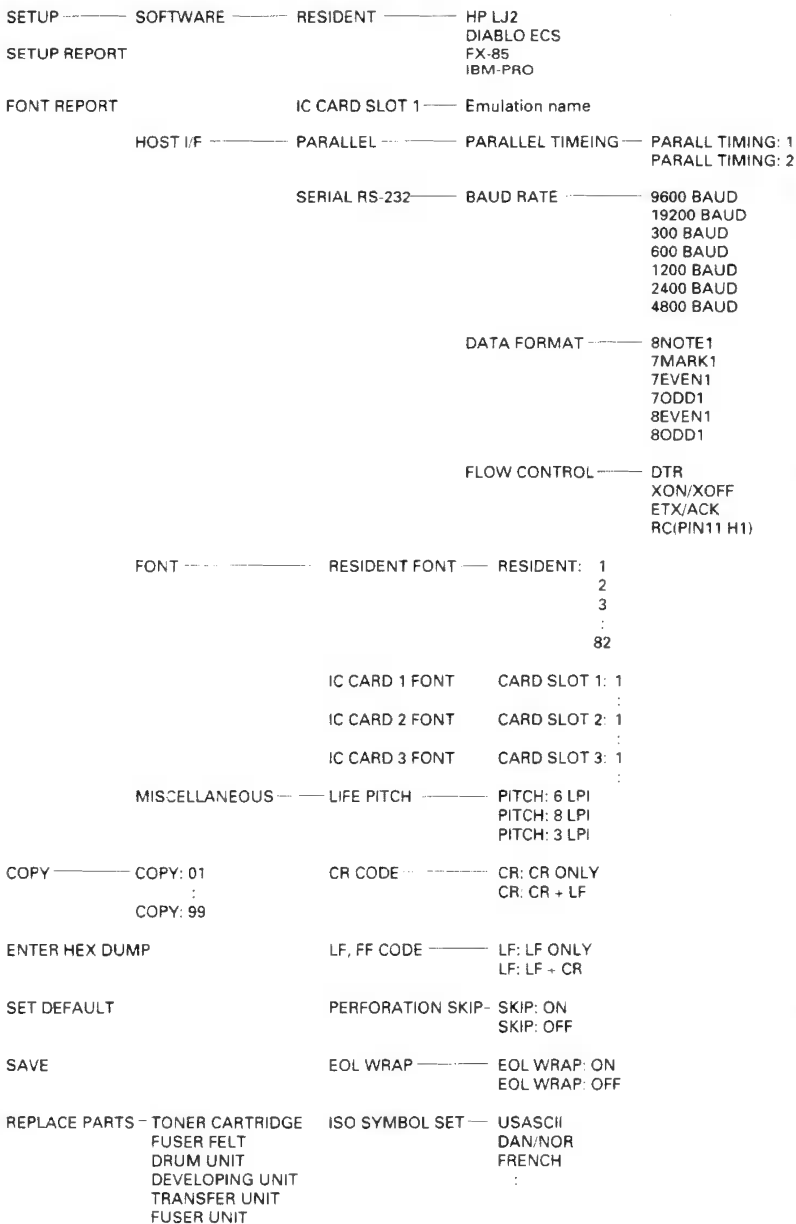 SETUP SOFTWARE RESIDENT HP LJ2
DIABLO ECS
SETUP REPORT FX-85
IBM-PRO
FONT REPORT IC CARD SLOT 1 Emulation name
HOST I/F PARALLEL PARALLEL TIMEING PARALL TIMING: 1
PARALL TIMING: 2
SERIAL RS-232 BAUD RATE 9600 BAUD
19200 BAUD
300 BAUD
600 BAUD
1200 BAUD
2400 BAUD
4800 BAUD
DATA FORMAT 8NOTE1
7MARK1
7EVEN1
7ODD1
8EVEN1
8ODD1
FLOW CONTROL DTR
XON/XOFF
ETX/ACK
RC(PIN11 H1)
FONT RESIDENT FONT RESIDENT: 1
2
3
:
82
IC CARD 1 FONT CARD SLOT 1: 1
:
IC CARD 2 FONT CARD SLOT 2: 1
:
IC CARD 3 FONT CARD SLOT 3: 1
:
MISCELLANEOUS LIFE PITCH PITCH: 6 LPI
PITCH: 8 LPI
PITCH: 3 LPI
COPY COPY: 01 CR CODE CR: CR ONLY
: CR: CR + LF
COPY: 99
ENTER HEX DUMP LF, FF CODE LF: LF ONLY
LF: LF + CR
SET DEFAULT PERFORATION SKIP SKIP: ON
SKIP: OFF
SAVE EOL WRAP EOL WRAP: ON
EOL WRAP: OFF
REPLACE PARTS TONER CARTRIDGE ISO SYMBOL SET USASCII
FUSER FELT DAN/NOR
DRUM UNIT FRENCH
DEVELOPING UNIT :
TRANSFER UNIT
FUSER UNIT